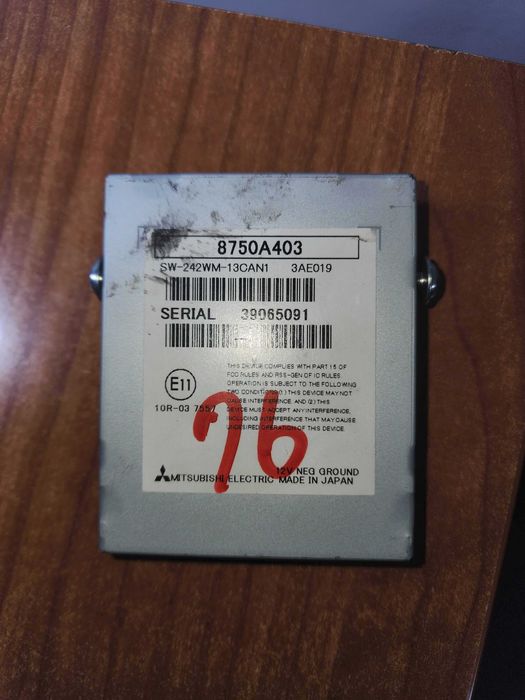 8750A403
SW-242WM-13CAN1 3AE019
SERIAL 39065091
THIS DEVICE COMPLIES WITH PART 15 OF
FCC RULES AND RSS-GEN OF IC RULES.
OPERATION IS SUBJECT TO THE FOLLOWING
TWO CONDITIONS:(1) THIS DEVICE MAY NOT
CAUSE INTERFERENCE, AND (2) THIS
DEVICE MUST ACCEPT ANY INTERFERENCE,
INCLUDING INTERFERENCE THAT MAY CAUSE
UNDESIRED OPERATION OF THIS DEVICE.
E11
10R-03 7557
96
12V NEG GROUND
MITSUBISHI ELECTRIC MADE IN JAPAN